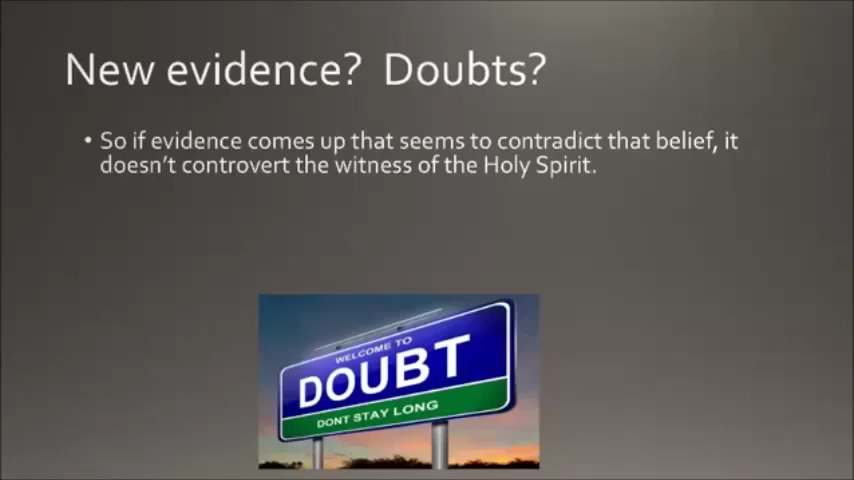 New evidence?  Doubts?
• So if evidence comes up that seems to contradict that belief, it
doesn't controvert the witness of the Holy Spirit.
WELCOME TO
DOUBT
DONT STAY LONG